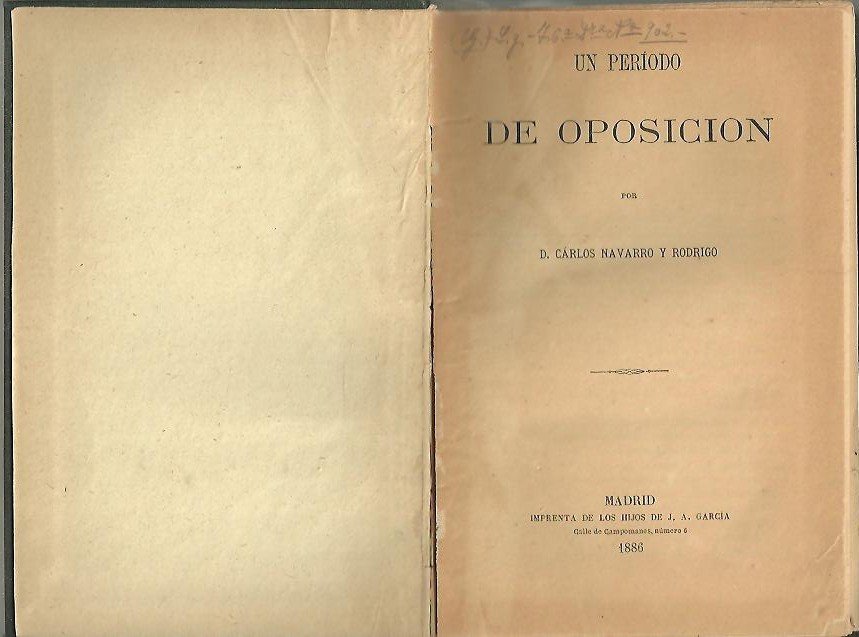 902.-
UN PERÍODO
DE OPOSICION
POR
D. CÁRLOS NAVARRO Y RODRIGO
MADRID
IMPRENTA DE LOS HIJOS DE J. A. GARCÍA
Calle de Campomanes, número 6
1886